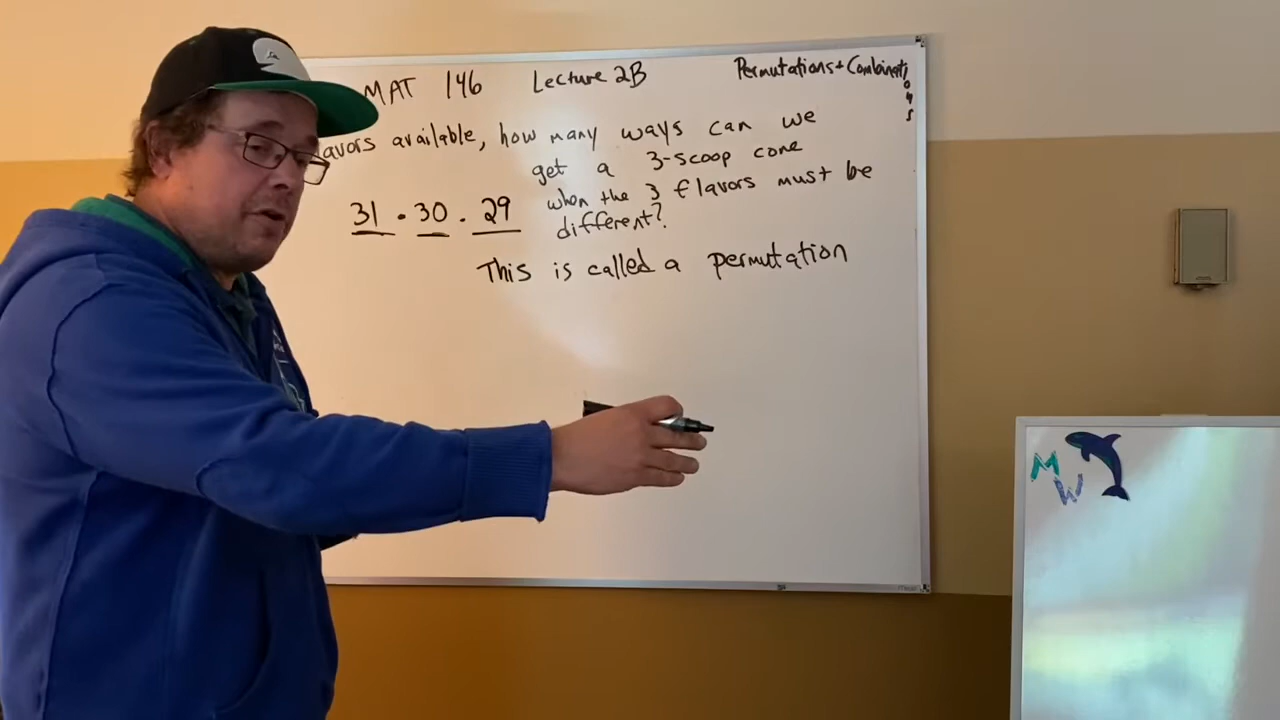 MAT 146 Lecture 2B Permutations + Combinations
avors available, how many ways can we
get a 3-scoop cone
when the 3 flavors must be
different?
31 · 30 · 29
This is called a permutation
M
W